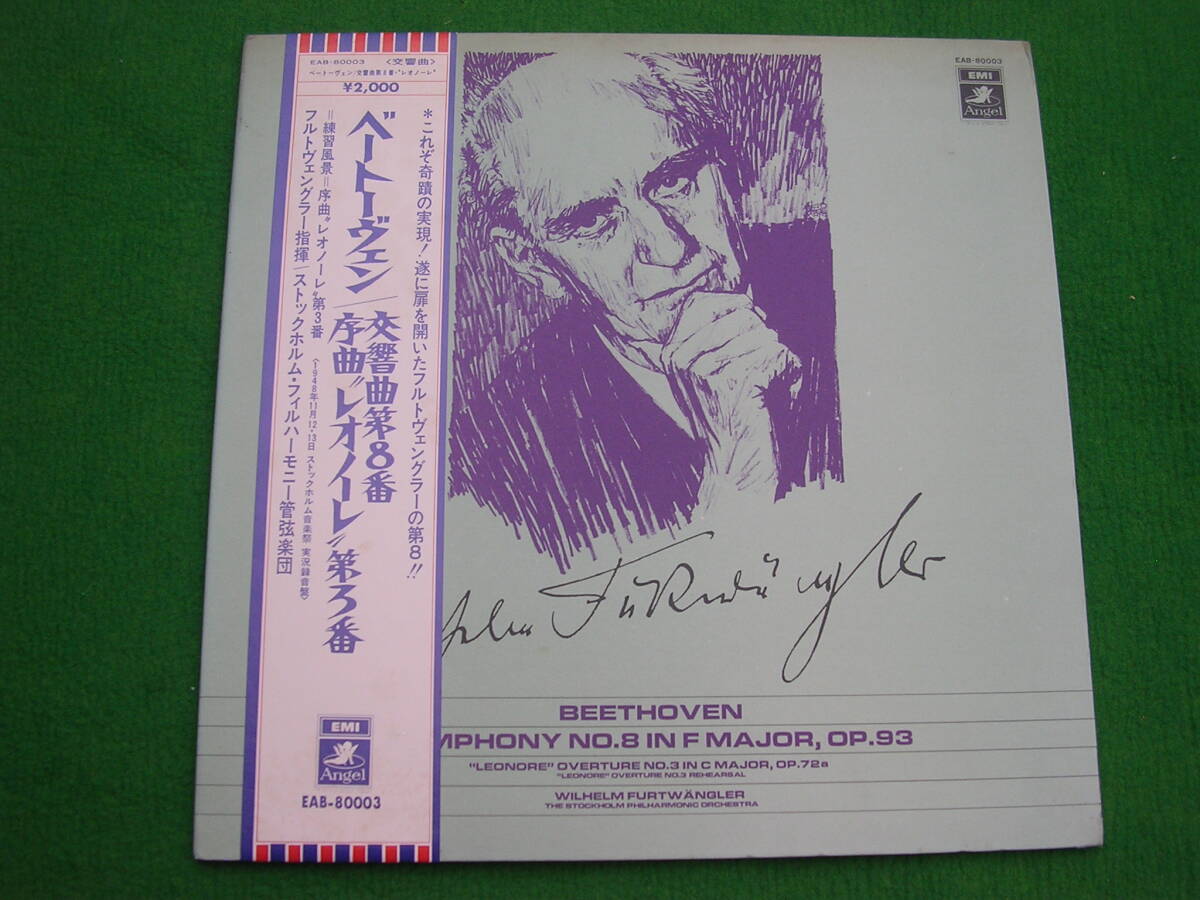 EAB-80003 〈交響曲〉
ベートーヴェン/交響曲第8番・"レオノーレ"
¥2,000
*これぞ奇蹟の実現!遂に扉を開いたフルトヴェングラーの第8!!
ベートーヴェン/交響曲第8番
序曲"レオノーレ"第3番
=練習風景=序曲"レオノーレ"第3番
〈1948年11月12・13日 ストックホルム音楽祭 実況録音盤〉
フルトヴェングラー指揮/ストックホルム・フィルハーモニー管弦楽団
EMI
Angel
EAB-80003
EAB-80003
EMI
Angel
Furtwängler
BEETHOVEN
MPHONY NO.8 IN F MAJOR, OP.93
"LEONORE" OVERTURE NO.3 IN C MAJOR, OP.72a
"LEONORE" OVERTURE NO.3 REHEARSAL
WILHELM FURTWÄNGLER
THE STOCKHOLM PHILHARMONIC ORCHESTRA